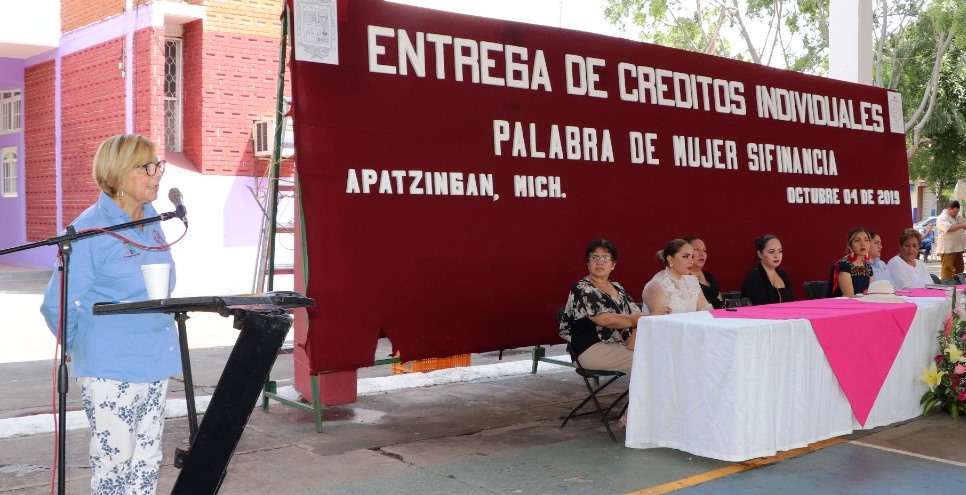 ENTREGA DE CREDITOS INDIVIDUALES
PALABRA DE MUJER SIFINANCIA
APATZINGAN, MICH.
OCTUBRE 04 DE 2019